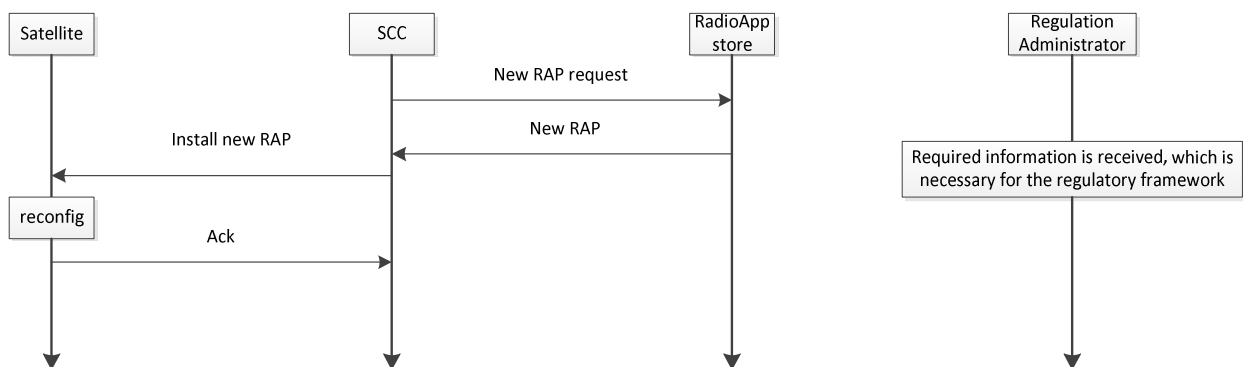 Satellite
SCC
RadioApp
store
Regulation
Administrator
New RAP request
New RAP
Install new RAP
Required information is received, which is
necessary for the regulatory framework
reconfig
Ack